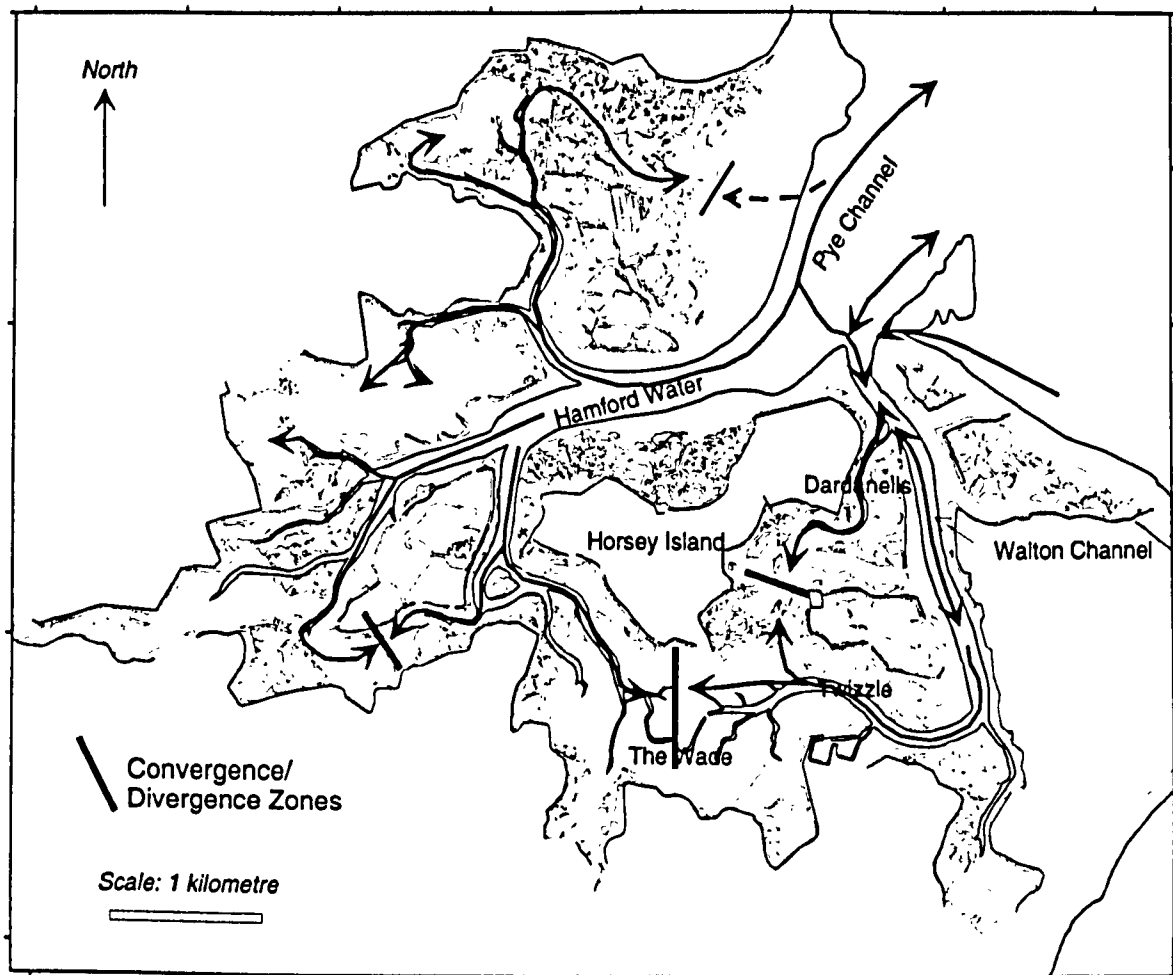 North
Pye Channel
Hamford Water
Dardanells
Horsey Island
Walton Channel
Twizzle
The Wade
Convergence/
Divergence Zones
Scale: 1 kilometre